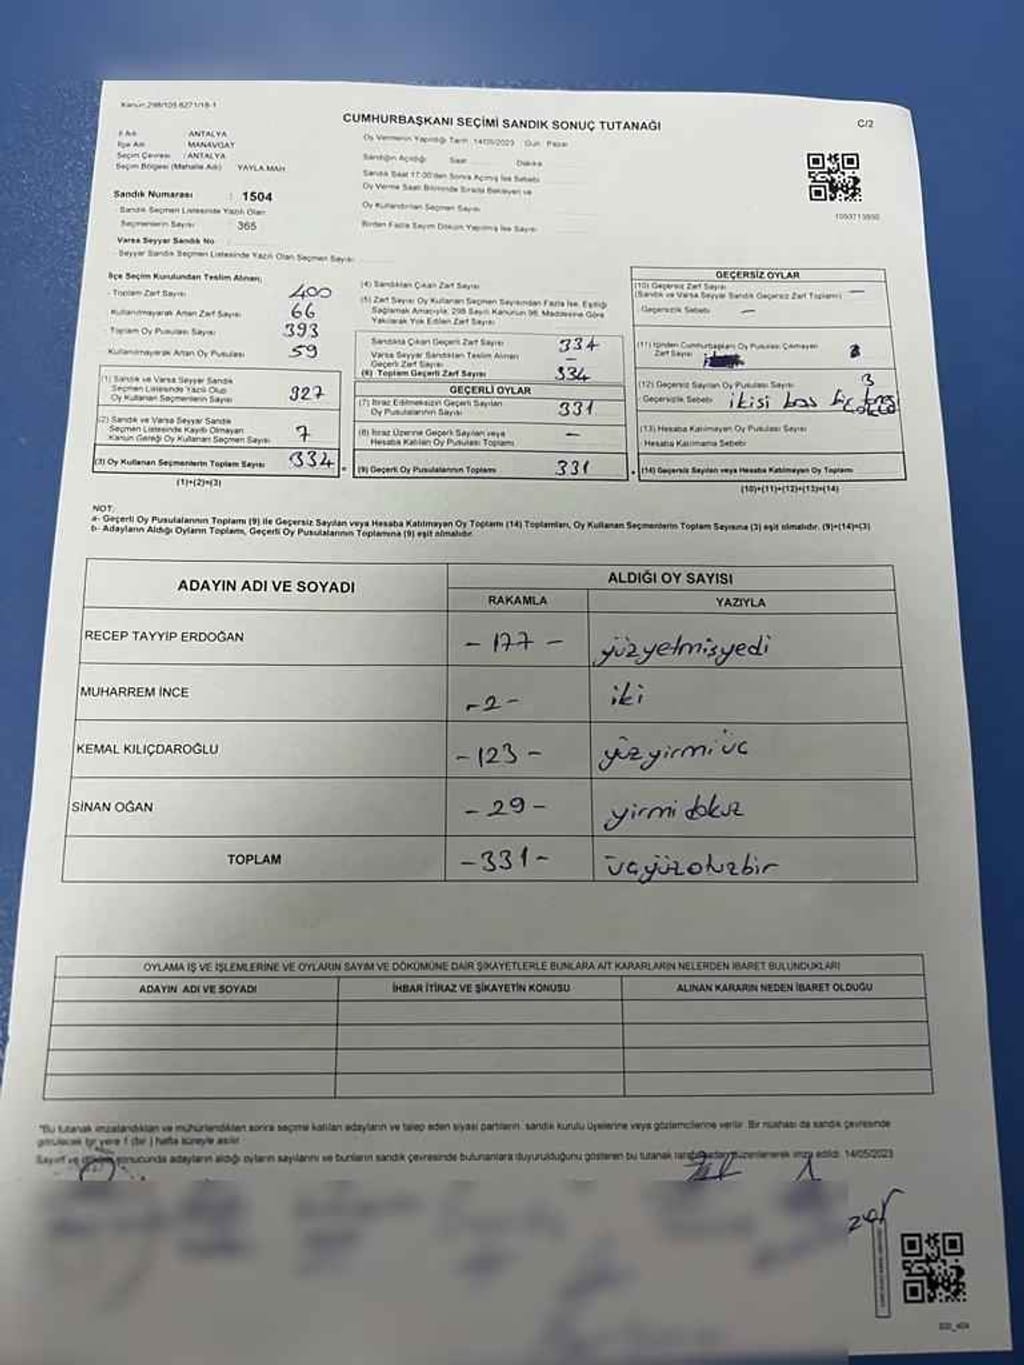 Kanun:298/105 6271/18-1
CUMHURBAŞKANI SEÇİMİ SANDIK SONUÇ TUTANAĞI
C/2
İl Adı : ANTALYA
İlçe Adı : MANAVGAT
Seçim Çevresi : ANTALYA
Seçim Bölgesi (Mahalle Adı) YAYLA MAH
Sandık Numarası : 1504
Sandık Seçmen Listesinde Yazılı Olan
Seçmenlerin Sayısı : 365
Varsa Seyyar Sandık No
Seyyar Sandık Seçmen Listesinde Yazılı Olan Seçmen Sayısı
Oy Vermenin Yapıldığı Tarih 14/05/2023 Gün: Pazar
Sandığın Açıldığı Saat Dakika
Sandık Saat 17:00'den Sonra Açılmış İse Sebebi
Oy Verme Saati Bitiminde Sırada Bekleyen ve
Oy Kullandırılan Seçmen Sayısı
Birden Fazla Sayım Döküm Yapılmış İse Sayısı
İlçe Seçim Kurulundan Teslim Alınan;
- Toplam Zarf Sayısı 400
Kullanılmayarak Artan Zarf Sayısı 66
Toplam Oy Pusulası Sayısı 393
Kullanılmayarak Artan Oy Pusulası 59
(1) Sandık ve Varsa Seyyar Sandık
Seçmen Listesinde Yazılı Olup
Oy Kullanan Seçmenlerin Sayısı 327
(2) Sandık ve Varsa Seyyar Sandık
Seçmen Listesinde Kayıtlı Olmayan
Kanun Gereği Oy Kullanan Seçmen Sayısı 7
(3) Oy Kullanan Seçmenlerin Toplam Sayısı 334
(1)+(2)=(3)
(4) Sandıktan Çıkan Zarf Sayısı
(5) Zarf Sayısı Oy Kullanan Seçmen Sayısından Fazla İse, Eşitliği
Sağlamak Amacıyla, 298 Sayılı Kanunun 98. Maddesine Göre
Yakılarak Yok Edilen Zarf Sayısı
Sandıkta Çıkan Geçerli Zarf Sayısı 334
Varsa Seyyar Sandıktan Teslim Alınan
Geçerli Zarf Sayısı –
(6) Toplam Geçerli Zarf Sayısı 334
GEÇERLİ OYLAR
(7) İtiraz Edilmeksizin Geçerli Sayılan
Oy Pusulalarının Sayısı 331
(8) İtiraz Üzerine Geçerli Sayılan veya
Hesaba Katılan Oy Pusulası Toplamı –
(9) Geçerli Oy Pusulalarının Toplamı 331
GEÇERSİZ OYLAR
(10) Geçersiz Zarf Sayısı
(Sandık ve Varsa Seyyar Sandık Geçersiz Zarf Toplamı) –
Geçersizlik Sebebi –
(11) İçinden Cumhurbaşkanı Oy Pusulası Çıkmayan
Zarf Sayısı
(12) Geçersiz Sayılan Oy Pusulası Sayısı 3
Geçersizlik Sebebi ikisi boş
(13) Hesaba Katılmayan Oy Pusulası Sayısı
Hesaba Katılmama Sebebi
(14) Geçersiz Sayılan veya Hesaba Katılmayan Oy Toplamı
(10)+(11)+(12)+(13)=(14)
NOT:
a- Geçerli Oy Pusulalarının Toplamı (9) ile Geçersiz Sayılan veya Hesaba Katılmayan Oy Toplamı (14) Toplamları, Oy Kullanan Seçmenlerin Toplam Sayısına (3) eşit olmalıdır. (9)+(14)=(3)
b- Adayların Aldığı Oyların Toplamı, Geçerli Oy Pusulalarının Toplamına (9) eşit olmalıdır.
ADAYIN ADI VE SOYADI ALDIĞI OY SAYISI
RAKAMLA YAZIYLA
RECEP TAYYİP ERDOĞAN - 177 - yüzyetmişyedi
MUHARREM İNCE - 2 - iki
KEMAL KILIÇDAROĞLU - 123 - yüzyirmiüç
SİNAN OĞAN - 29 - yirmidokuz
TOPLAM - 331 - üçyüzotuzbir
OYLAMA İŞ VE İŞLEMLERİNE VE OYLARIN SAYIM VE DÖKÜMÜNE DAİR ŞİKAYETLERLE BUNLARA AİT KARARLARIN NELERDEN İBARET BULUNDUKLARI
ADAYIN ADI VE SOYADI İHBAR İTİRAZ VE ŞİKAYETİN KONUSU ALINAN KARARIN NEDEN İBARET OLDUĞU
"Bu tutanak imzalandıktan ve mühürlendikten sonra seçime katılan adayların ve talep eden siyasi partilerin, sandık kurulu üyelerine veya gözlemcilerine verilir. Bir nüshası da sandık çevresinde
görülecek bir yere 1 (bir ) hafta süreyle asılır
Sayım ve döküm sonucunda adayların aldığı oyların sayılarını ve bunların sandık çevresinde bulunanlara duyurulduğunu gösteren bu tutanak tarafımızdan düzenlenerek imza edildi. 14/05/2023